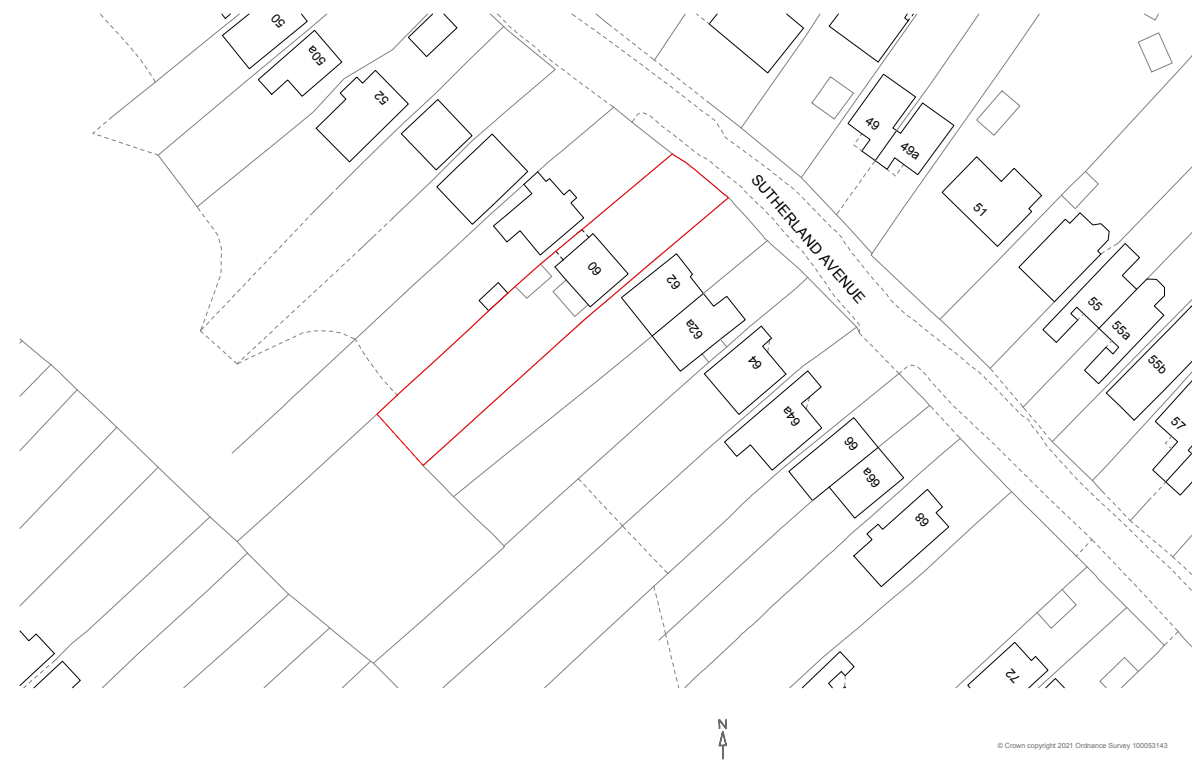 50
50a
52
49
49a
51
SUTHERLAND AVENUE
60
62
62a
55
55a
55b
64
64a
57
66
66a
68
72
N
© Crown copyright 2021 Ordnance Survey 100053143